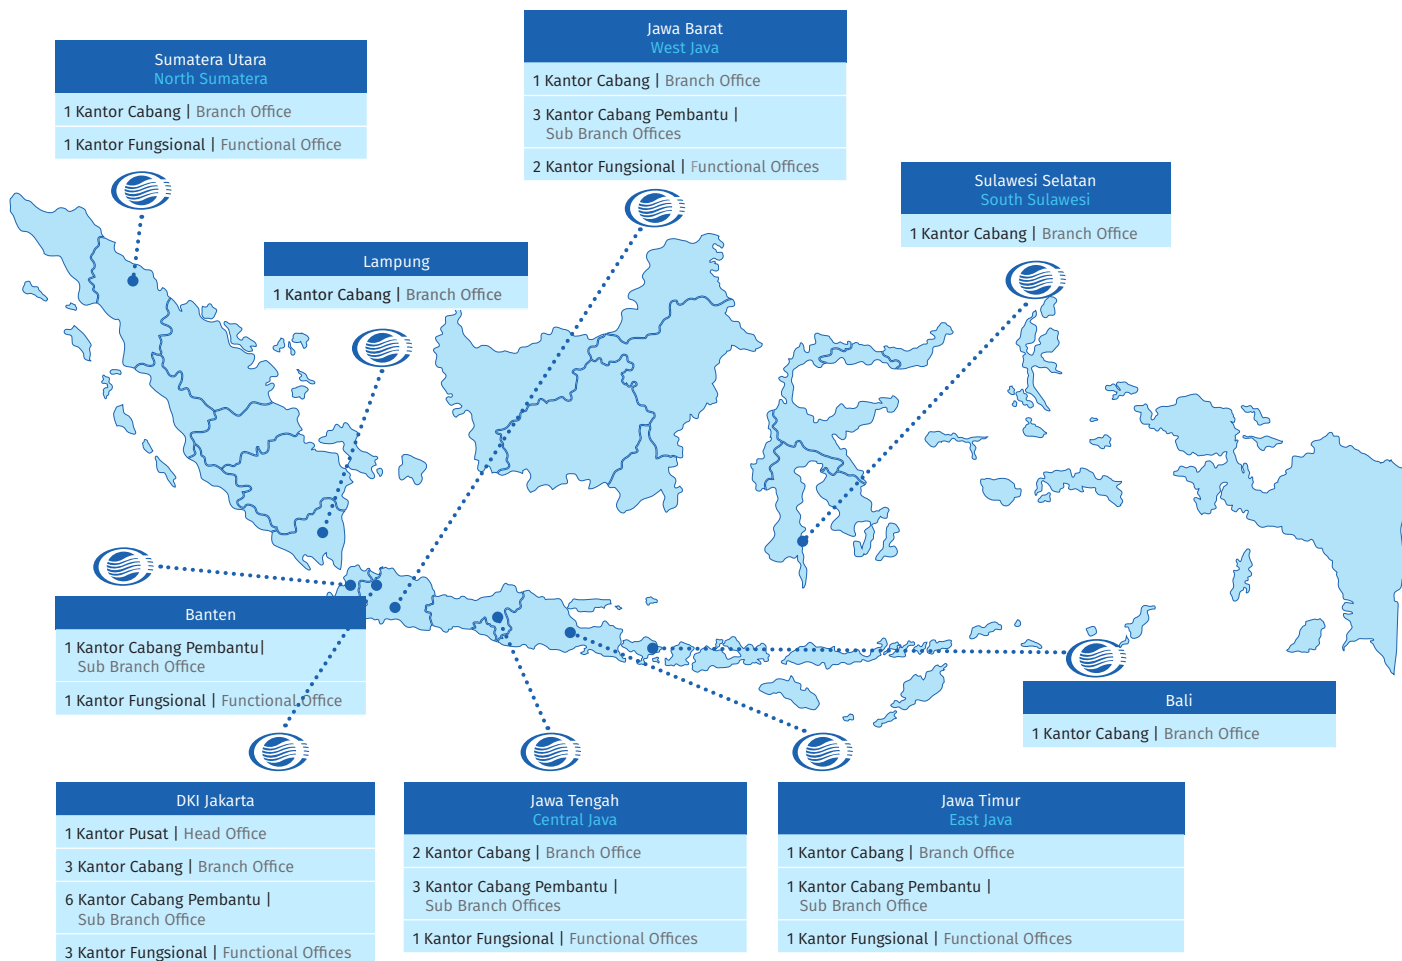 Sumatera Utara
North Sumatera
1 Kantor Cabang | Branch Office
1 Kantor Fungsional | Functional Office
Jawa Barat
West Java
1 Kantor Cabang | Branch Office
3 Kantor Cabang Pembantu |
Sub Branch Offices
2 Kantor Fungsional | Functional Offices
Sulawesi Selatan
South Sulawesi
1 Kantor Cabang | Branch Office
Lampung
1 Kantor Cabang | Branch Office
Banten
1 Kantor Cabang Pembantu|
Sub Branch Office
1 Kantor Fungsional | Functional Office
Bali
1 Kantor Cabang | Branch Office
DKI Jakarta
1 Kantor Pusat | Head Office
3 Kantor Cabang | Branch Office
6 Kantor Cabang Pembantu |
Sub Branch Office
3 Kantor Fungsional | Functional Offices
Jawa Tengah
Central Java
2 Kantor Cabang | Branch Office
3 Kantor Cabang Pembantu |
Sub Branch Offices
1 Kantor Fungsional | Functional Offices
Jawa Timur
East Java
1 Kantor Cabang | Branch Office
1 Kantor Cabang Pembantu |
Sub Branch Office
1 Kantor Fungsional | Functional Offices